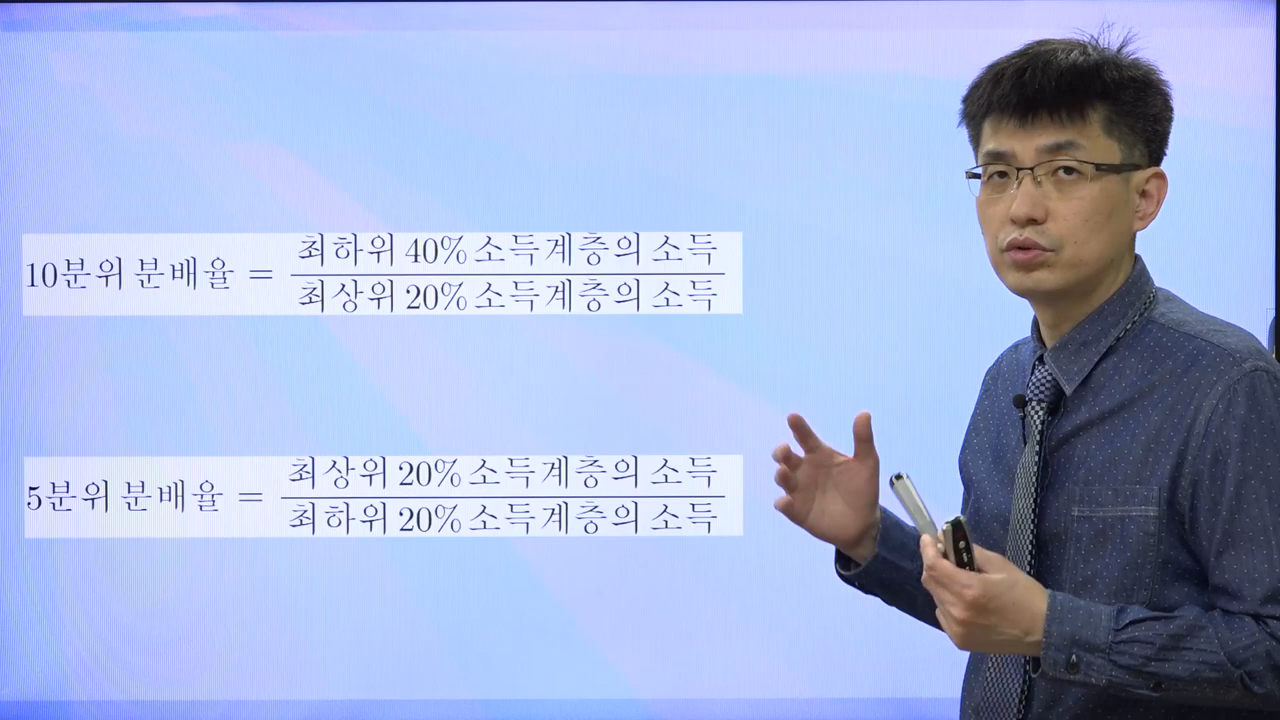 10분위 분배율 = 최하위 40% 소득계층의 소득 / 최상위 20% 소득계층의 소득
5분위 분배율 = 최상위 20% 소득계층의 소득 / 최하위 20% 소득계층의 소득